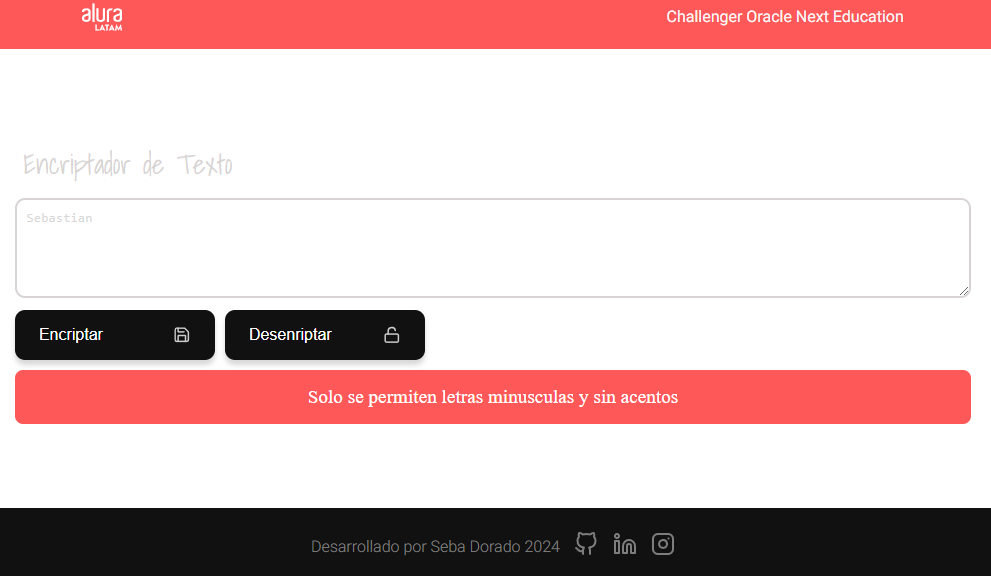 alura
LATAM
Challenger Oracle Next Education
Encriptador de Texto
Sebastian
Encriptar
Desenriptar
Solo se permiten letras minusculas y sin acentos
Desarrollado por Seba Dorado 2024